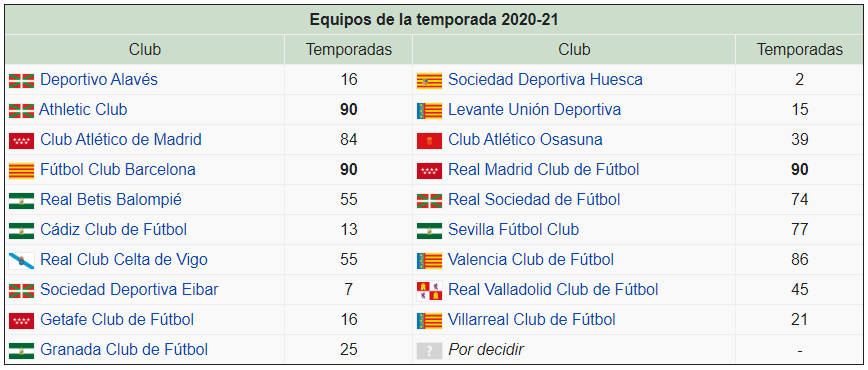 Equipos de la temporada 2020-21
Club Temporadas Club Temporadas
Deportivo Alavés 16 Sociedad Deportiva Huesca 2
Athletic Club 90 Levante Unión Deportiva 15
Club Atlético de Madrid 84 Club Atlético Osasuna 39
Fútbol Club Barcelona 90 Real Madrid Club de Fútbol 90
Real Betis Balompié 55 Real Sociedad de Fútbol 74
Cádiz Club de Fútbol 13 Sevilla Fútbol Club 77
Real Club Celta de Vigo 55 Valencia Club de Fútbol 86
Sociedad Deportiva Eibar 7 Real Valladolid Club de Fútbol 45
Getafe Club de Fútbol 16 Villarreal Club de Fútbol 21
Granada Club de Fútbol 25 ? Por decidir -